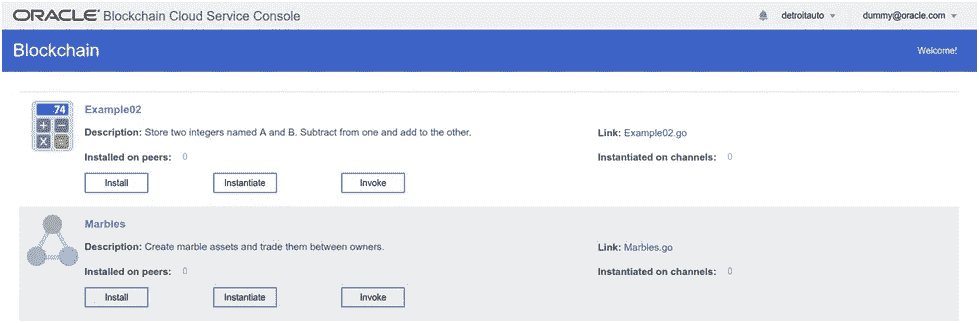 ORACLE® Blockchain Cloud Service Console detroitauto dummy@oracle.com
Blockchain Welcome!
74
Example02
Description: Store two integers named A and B. Subtract from one and add to the other. Link: Example02.go
Installed on peers: 0 Instantiated on channels: 0
Install Instantiate Invoke
Marbles
Description: Create marble assets and trade them between owners. Link: Marbles.go
Installed on peers: 0 Instantiated on channels: 0
Install Instantiate Invoke